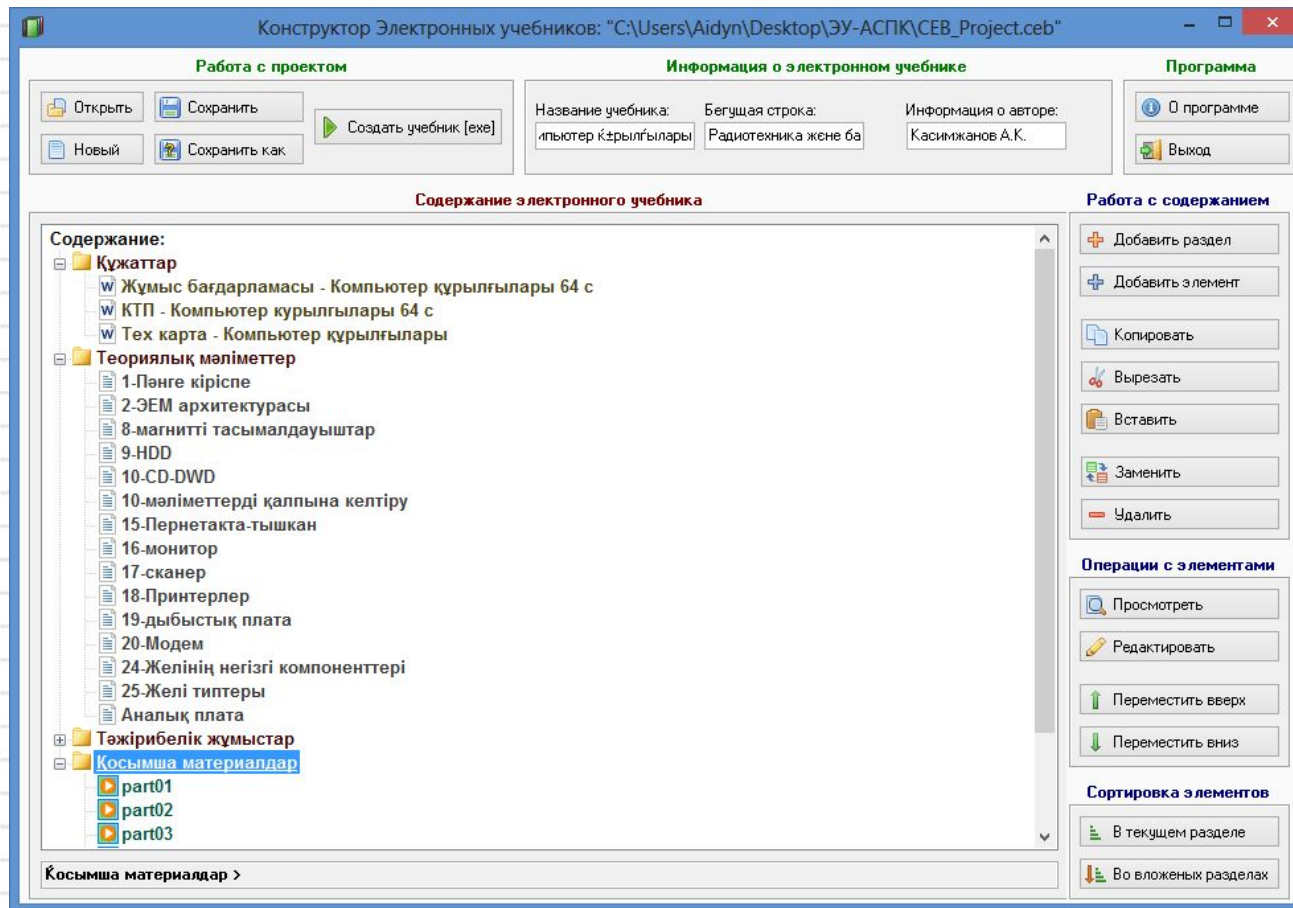 Конструктор Электронных учебников: "C:\Users\Aidyn\Desktop\ЭУ-АСПК\CEB_Project.ceb"
Работа с проектом
Открыть
Сохранить
Новый
Сохранить как
Создать учебник [exe]
Информация о электронном учебнике
Название учебника:
Бегущая строка:
Информация о авторе:
ипьютер ќ±рылѓылары
Радиотехника жєне ба
Касимжанов А.К.
Программа
О программе
Выход
Содержание электронного учебника
Содержание:
Құжаттар
Жұмыс бағдарламасы - Компьютер құрылғылары 64 с
КТП - Компьютер курылгылары 64 с
Тех карта - Компьютер құрылғылары
Теориялық мәліметтер
1-Пәнге кіріспе
2-ЭЕМ архитектурасы
8-магнитті тасымалдауыштар
9-HDD
10-CD-DWD
10-мәліметтерді қалпына келтіру
15-Пернетакта-тышкан
16-монитор
17-сканер
18-Принтерлер
19-дыбыстық плата
20-Модем
24-Желінің негізгі компоненттері
25-Желі типтеры
Аналық плата
Тәжірибелік жұмыстар
Қосымша материалдар
part01
part02
part03
Ќосымша материалдар >
Работа с содержанием
Добавить раздел
Добавить элемент
Копировать
Вырезать
Вставить
Заменить
Удалить
Операции с элементами
Просмотреть
Редактировать
Переместить вверх
Переместить вниз
Сортировка элементов
В текущем разделе
Во вложеных разделах